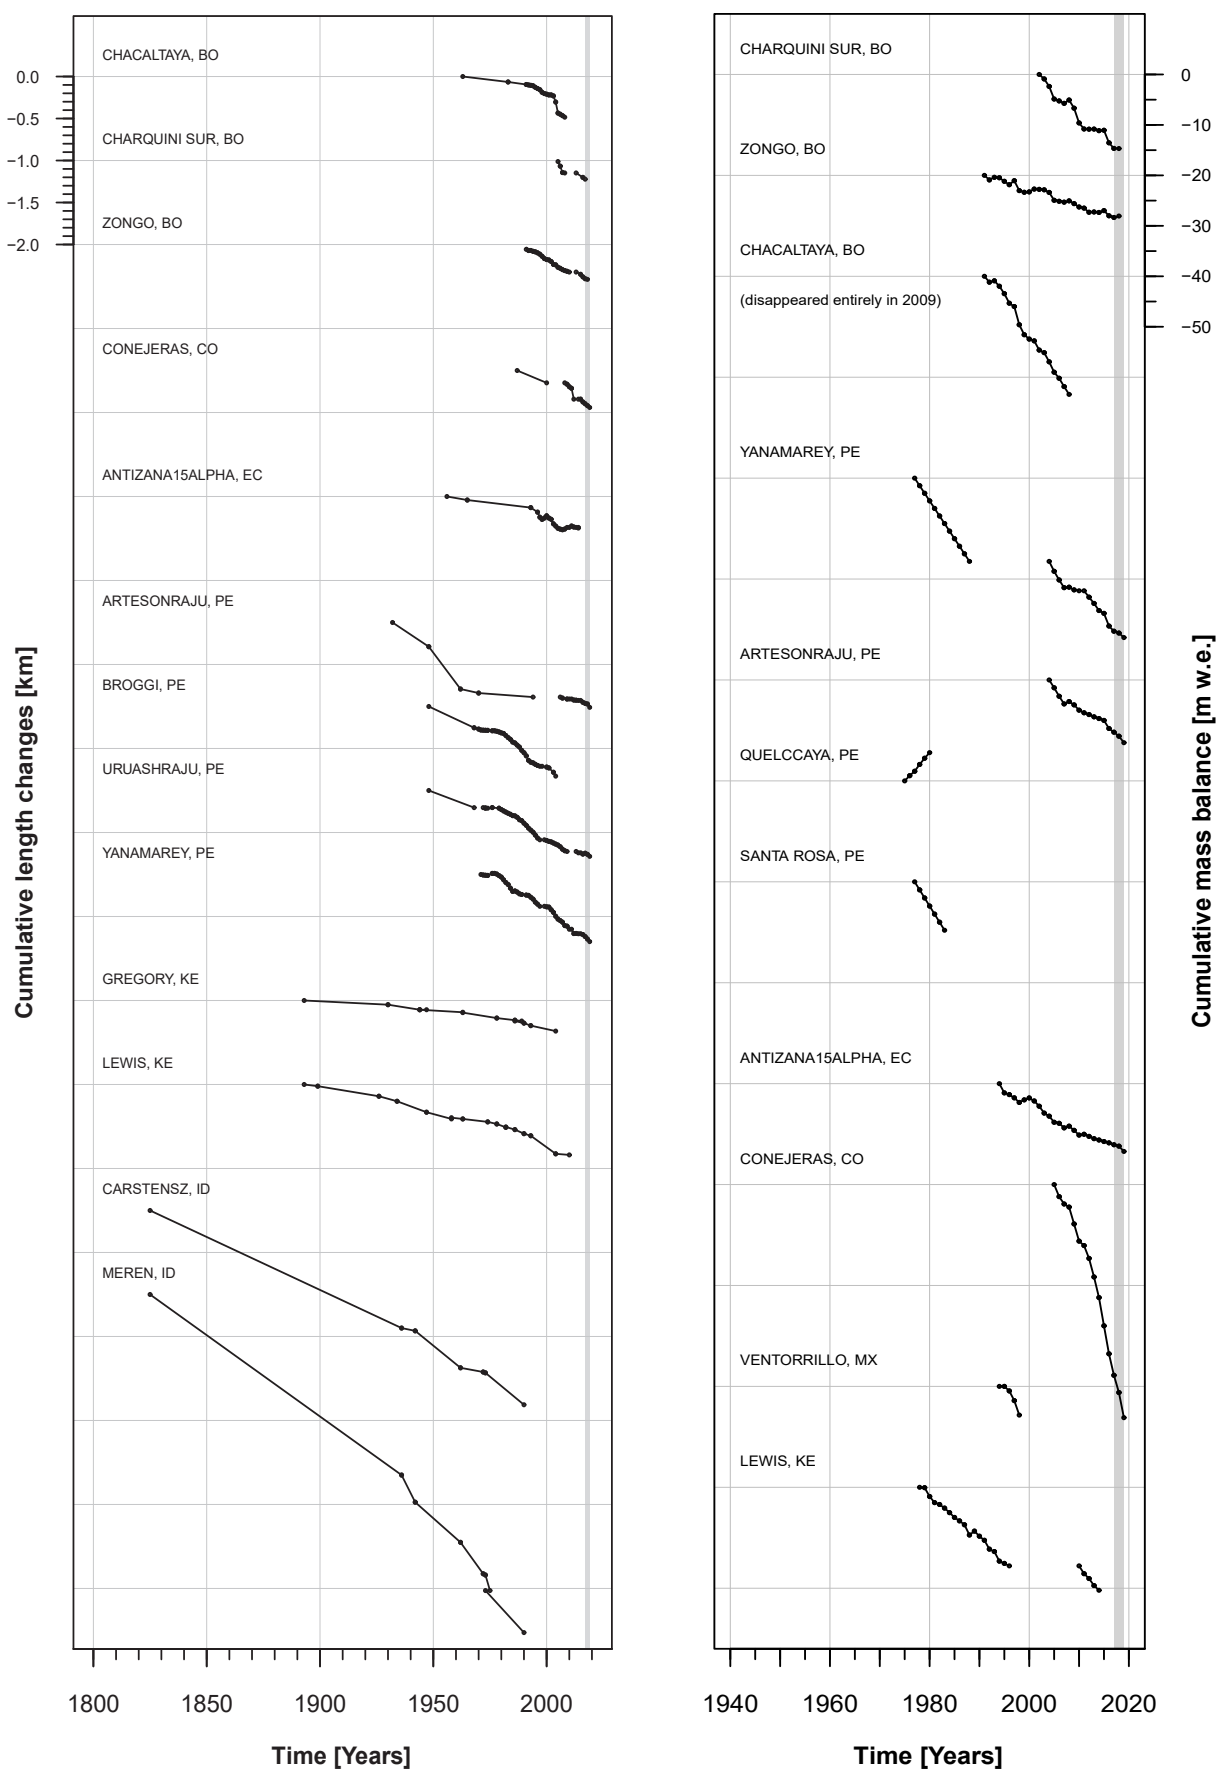 CHACALTAYA, BO
0.0
−0.5
CHARQUINI SUR, BO
−1.0
−1.5
ZONGO, BO
−2.0
CONEJERAS, CO
ANTIZANA15ALPHA, EC
ARTESONRAJU, PE
BROGGI, PE
URUASHRAJU, PE
YANAMAREY, PE
GREGORY, KE
LEWIS, KE
CARSTENSZ, ID
MEREN, ID
Cumulative length changes [km]
1800 1850 1900 1950 2000
Time [Years]
CHARQUINI SUR, BO
0
−10
ZONGO, BO
−20
−30
CHACALTAYA, BO
−40
(disappeared entirely in 2009)
−50
YANAMAREY, PE
ARTESONRAJU, PE
QUELCCAYA, PE
SANTA ROSA, PE
ANTIZANA15ALPHA, EC
CONEJERAS, CO
VENTORRILLO, MX
LEWIS, KE
Cumulative mass balance [m w.e.]
1940 1960 1980 2000 2020
Time [Years]